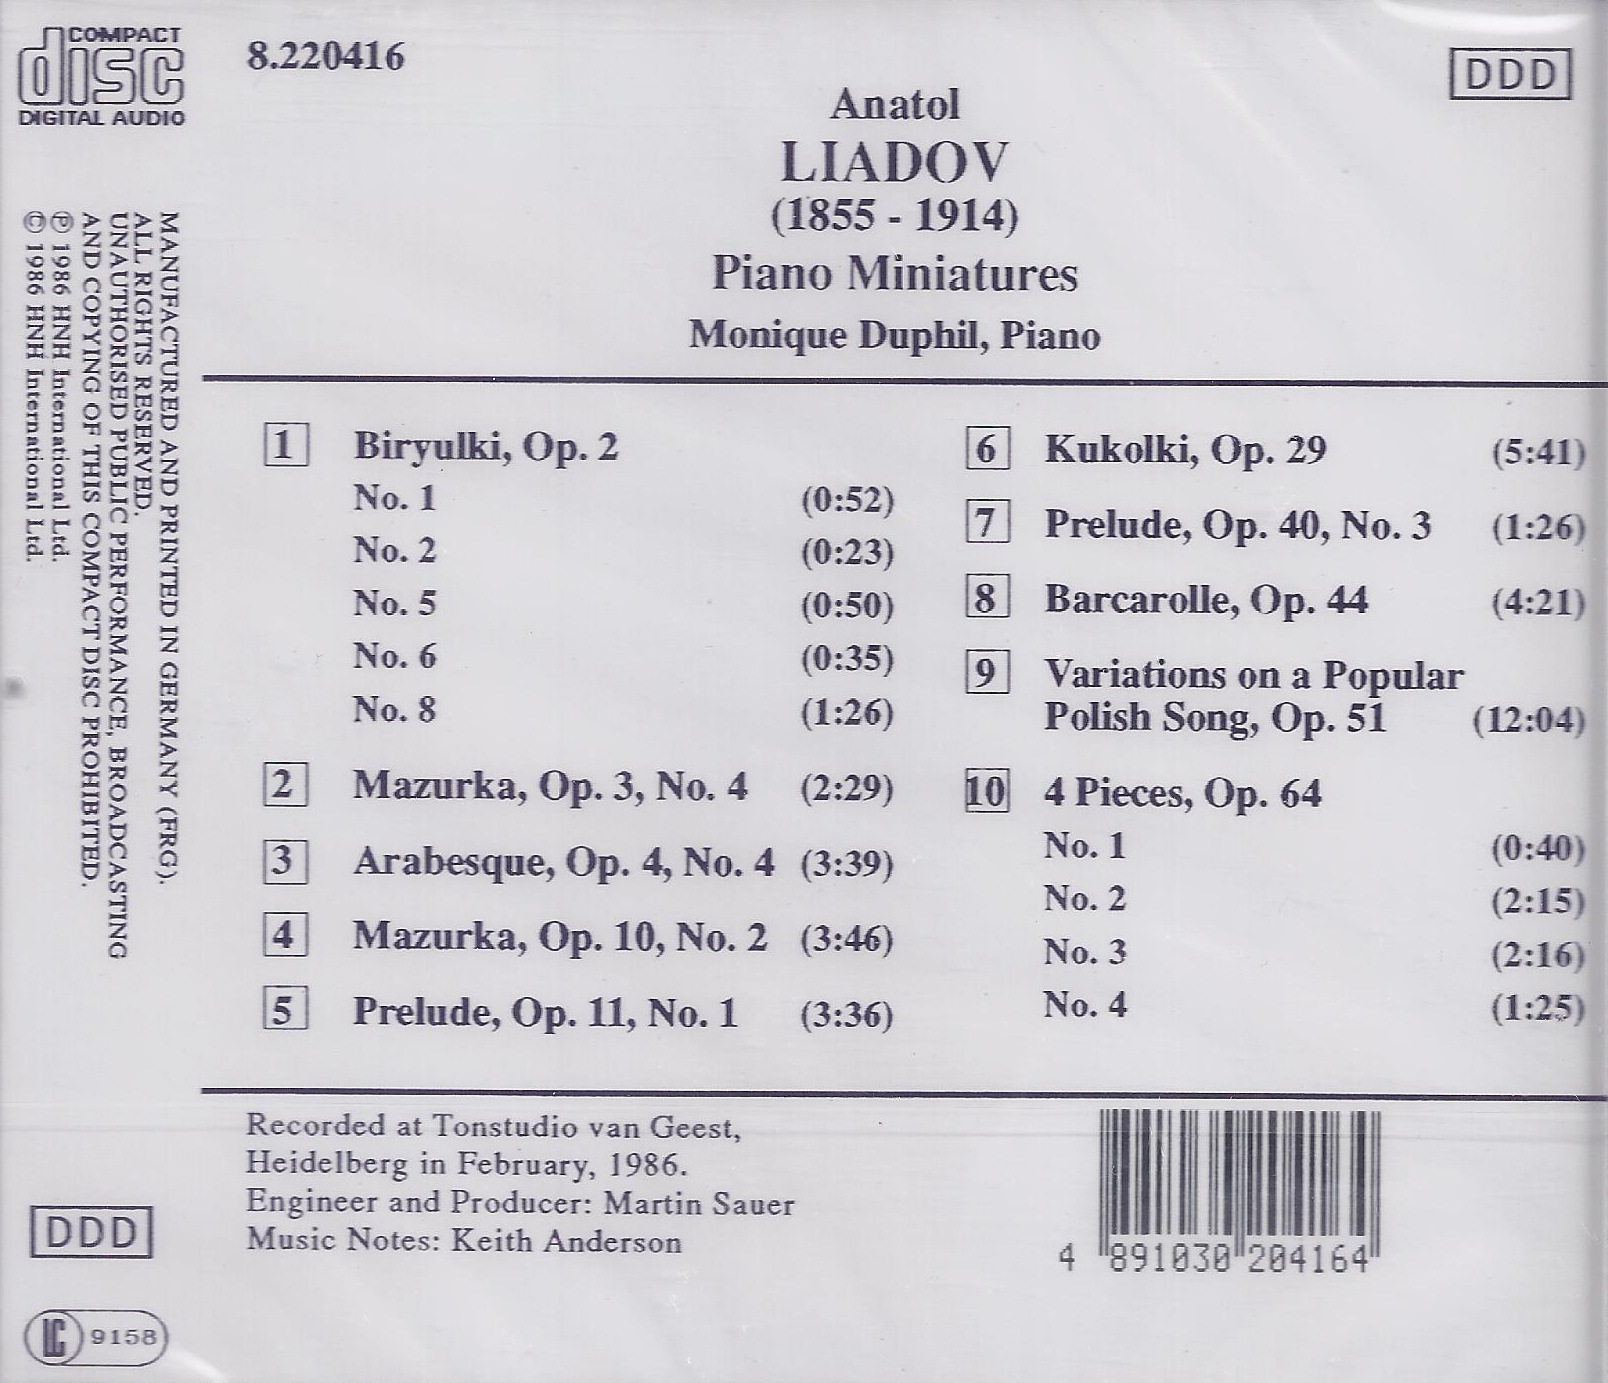 COMPACT
disc
DIGITAL AUDIO
8.220416
DDD
Anatol
LIADOV
(1855 - 1914)
Piano Miniatures
Monique Duphil, Piano
MANUFACTURED AND PRINTED IN GERMANY (FRG).
ALL RIGHTS RESERVED.
UNAUTHORISED PUBLIC PERFORMANCE, BROADCASTING
AND COPYING OF THIS COMPACT DISC PROHIBITED.
℗ 1986 HNH International Ltd.
© 1986 HNH International Ltd.
1 Biryulki, Op. 2
No. 1 (0:52)
No. 2 (0:23)
No. 5 (0:50)
No. 6 (0:35)
No. 8 (1:26)
2 Mazurka, Op. 3, No. 4 (2:29)
3 Arabesque, Op. 4, No. 4 (3:39)
4 Mazurka, Op. 10, No. 2 (3:46)
5 Prelude, Op. 11, No. 1 (3:36)
6 Kukolki, Op. 29 (5:41)
7 Prelude, Op. 40, No. 3 (1:26)
8 Barcarolle, Op. 44 (4:21)
9 Variations on a Popular
Polish Song, Op. 51 (12:04)
10 4 Pieces, Op. 64
No. 1 (0:40)
No. 2 (2:15)
No. 3 (2:16)
No. 4 (1:25)
Recorded at Tonstudio van Geest,
Heidelberg in February, 1986.
Engineer and Producer: Martin Sauer
Music Notes: Keith Anderson
4 891030 204164
DDD
LC 9158